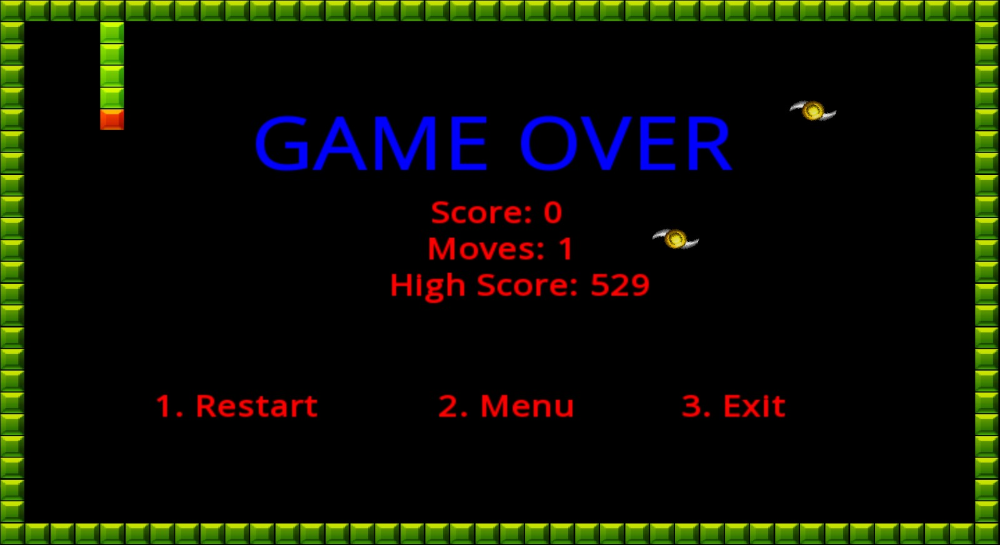 GAME OVER
Score: 0
Moves: 1
High Score: 529
1. Restart 2. Menu 3. Exit